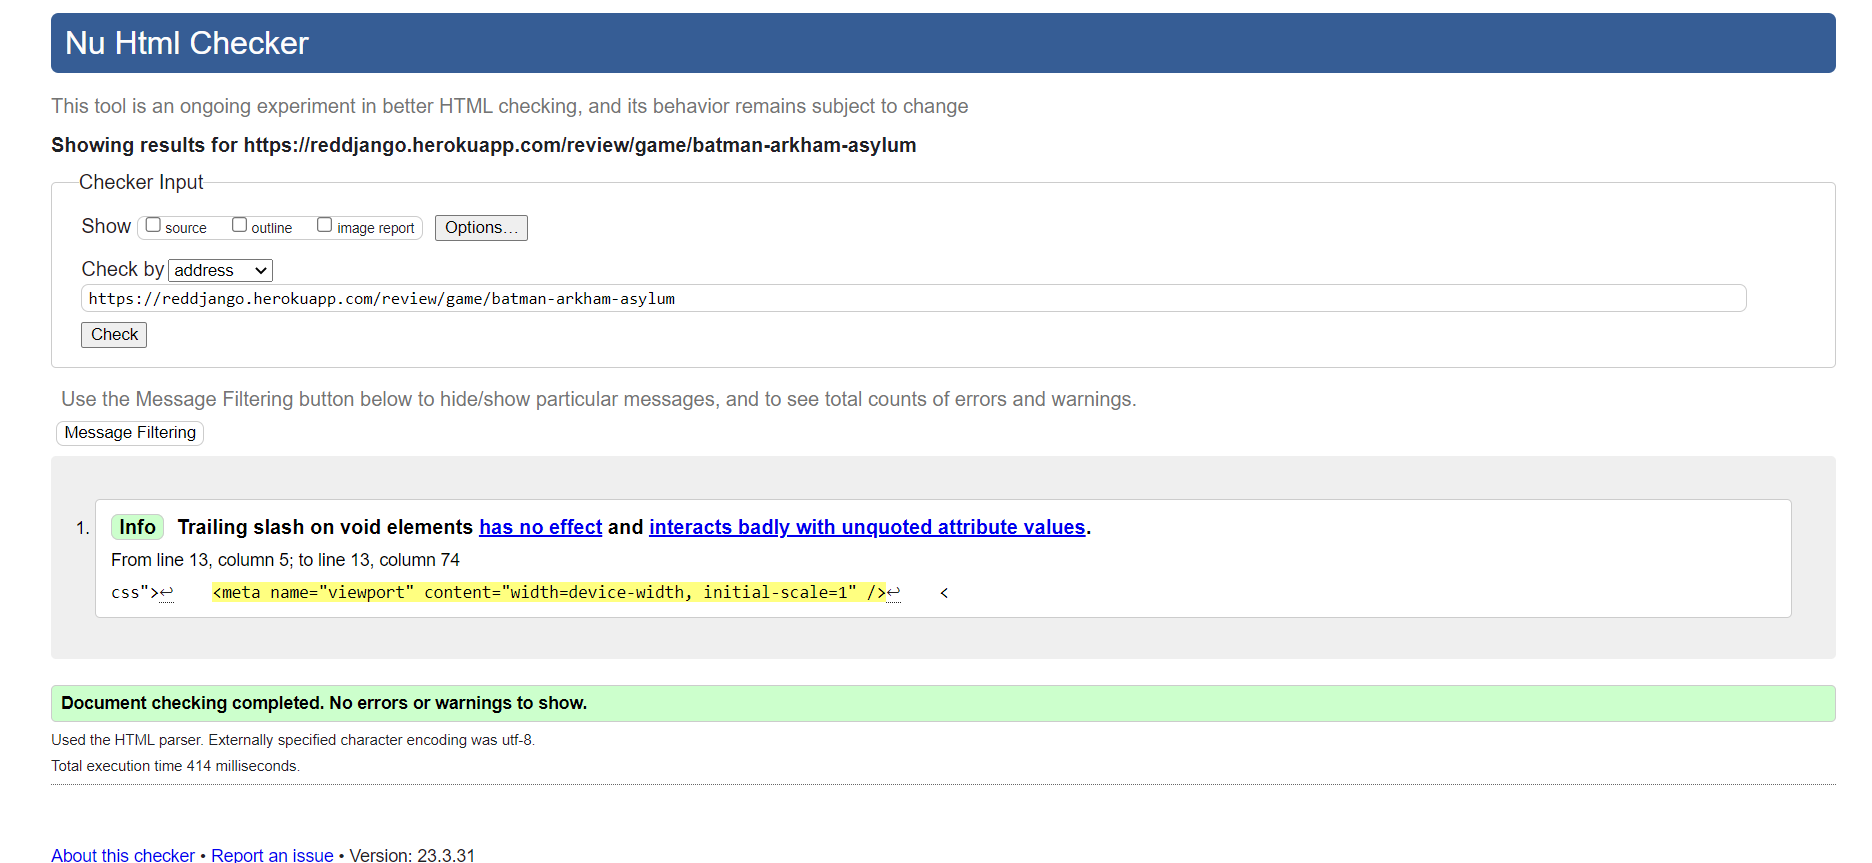 Nu Html Checker
This tool is an ongoing experiment in better HTML checking, and its behavior remains subject to change
Showing results for https://reddjango.herokuapp.com/review/game/batman-arkham-asylum
Checker Input
Show source outline image report Options...
Check by address
https://reddjango.herokuapp.com/review/game/batman-arkham-asylum
Check
Use the Message Filtering button below to hide/show particular messages, and to see total counts of errors and warnings.
Message Filtering
1. Info Trailing slash on void elements has no effect and interacts badly with unquoted attribute values.
From line 13, column 5; to line 13, column 74
css">↩ <meta name="viewport" content="width=device-width, initial-scale=1" />↩ <
Document checking completed. No errors or warnings to show.
Used the HTML parser. Externally specified character encoding was utf-8.
Total execution time 414 milliseconds.
About this checker • Report an issue • Version: 23.3.31